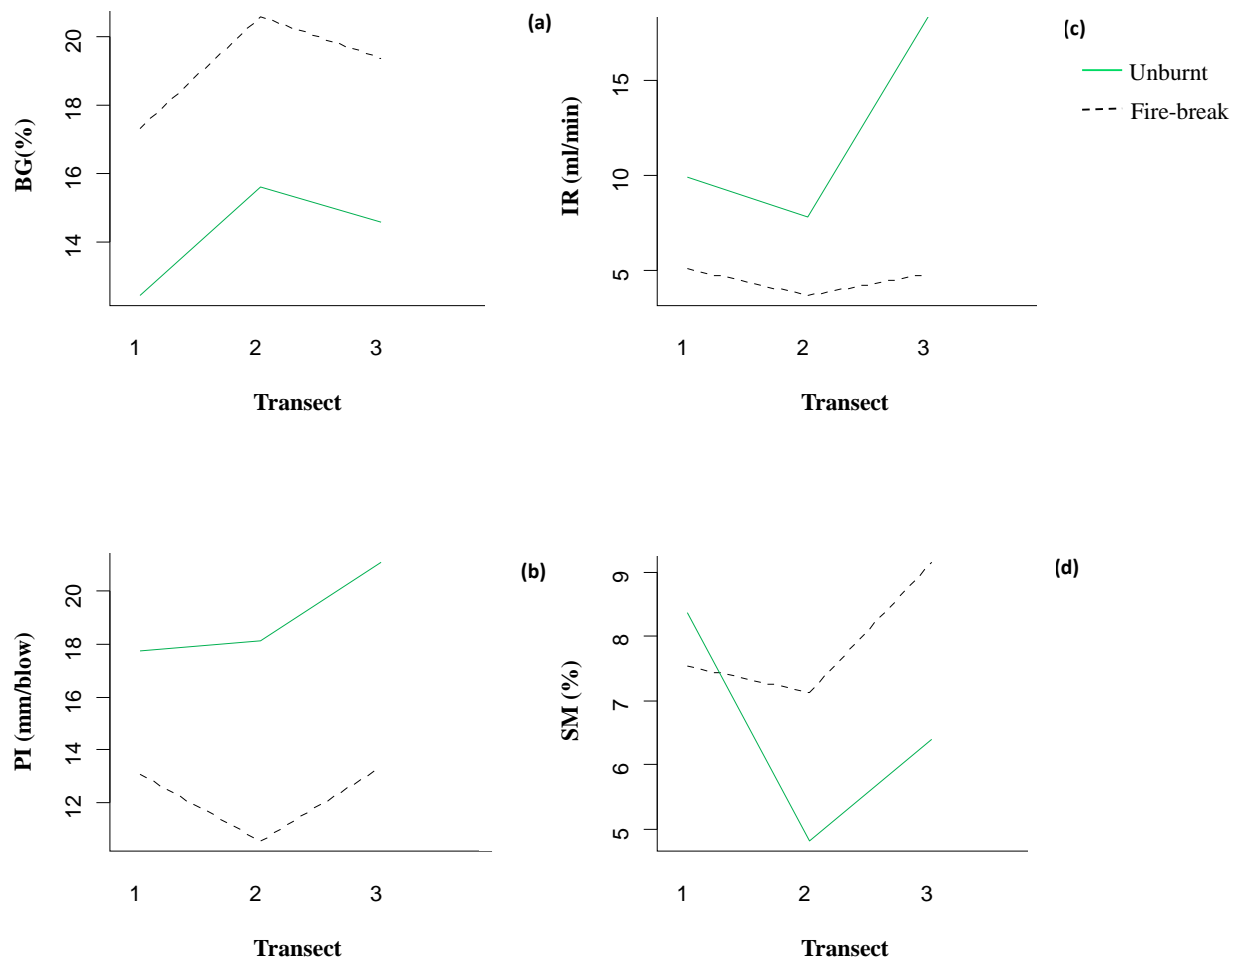 (a)
BG(%)
20
18
16
14
1 2 3
Transect
(c)
IR (ml/min)
15
10
5
1 2 3
Transect
Unburnt
Fire-break
(b)
PI (mm/blow)
20
18
16
14
12
1 2 3
Transect
(d)
SM (%)
9
8
7
6
5
1 2 3
Transect